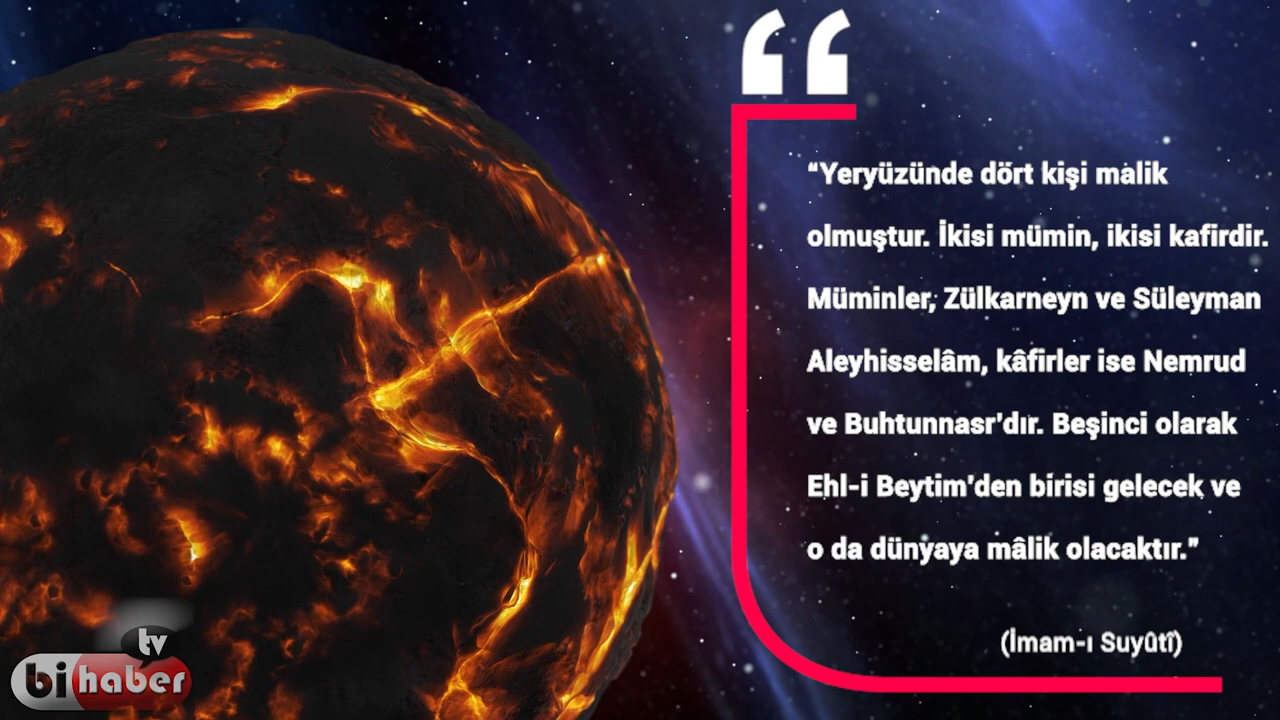 “Yeryüzünde dört kişi malik
olmuştur. İkisi mümin, ikisi kafirdir.
Müminler, Zülkarneyn ve Süleyman
Aleyhisselâm, kâfirler ise Nemrud
ve Buhtunnasr'dır. Beşinci olarak
Ehl-i Beytim'den birisi gelecek ve
o da dünyaya mâlik olacaktır.”
(İmam-ı Suyûtî)
tv
bihaber